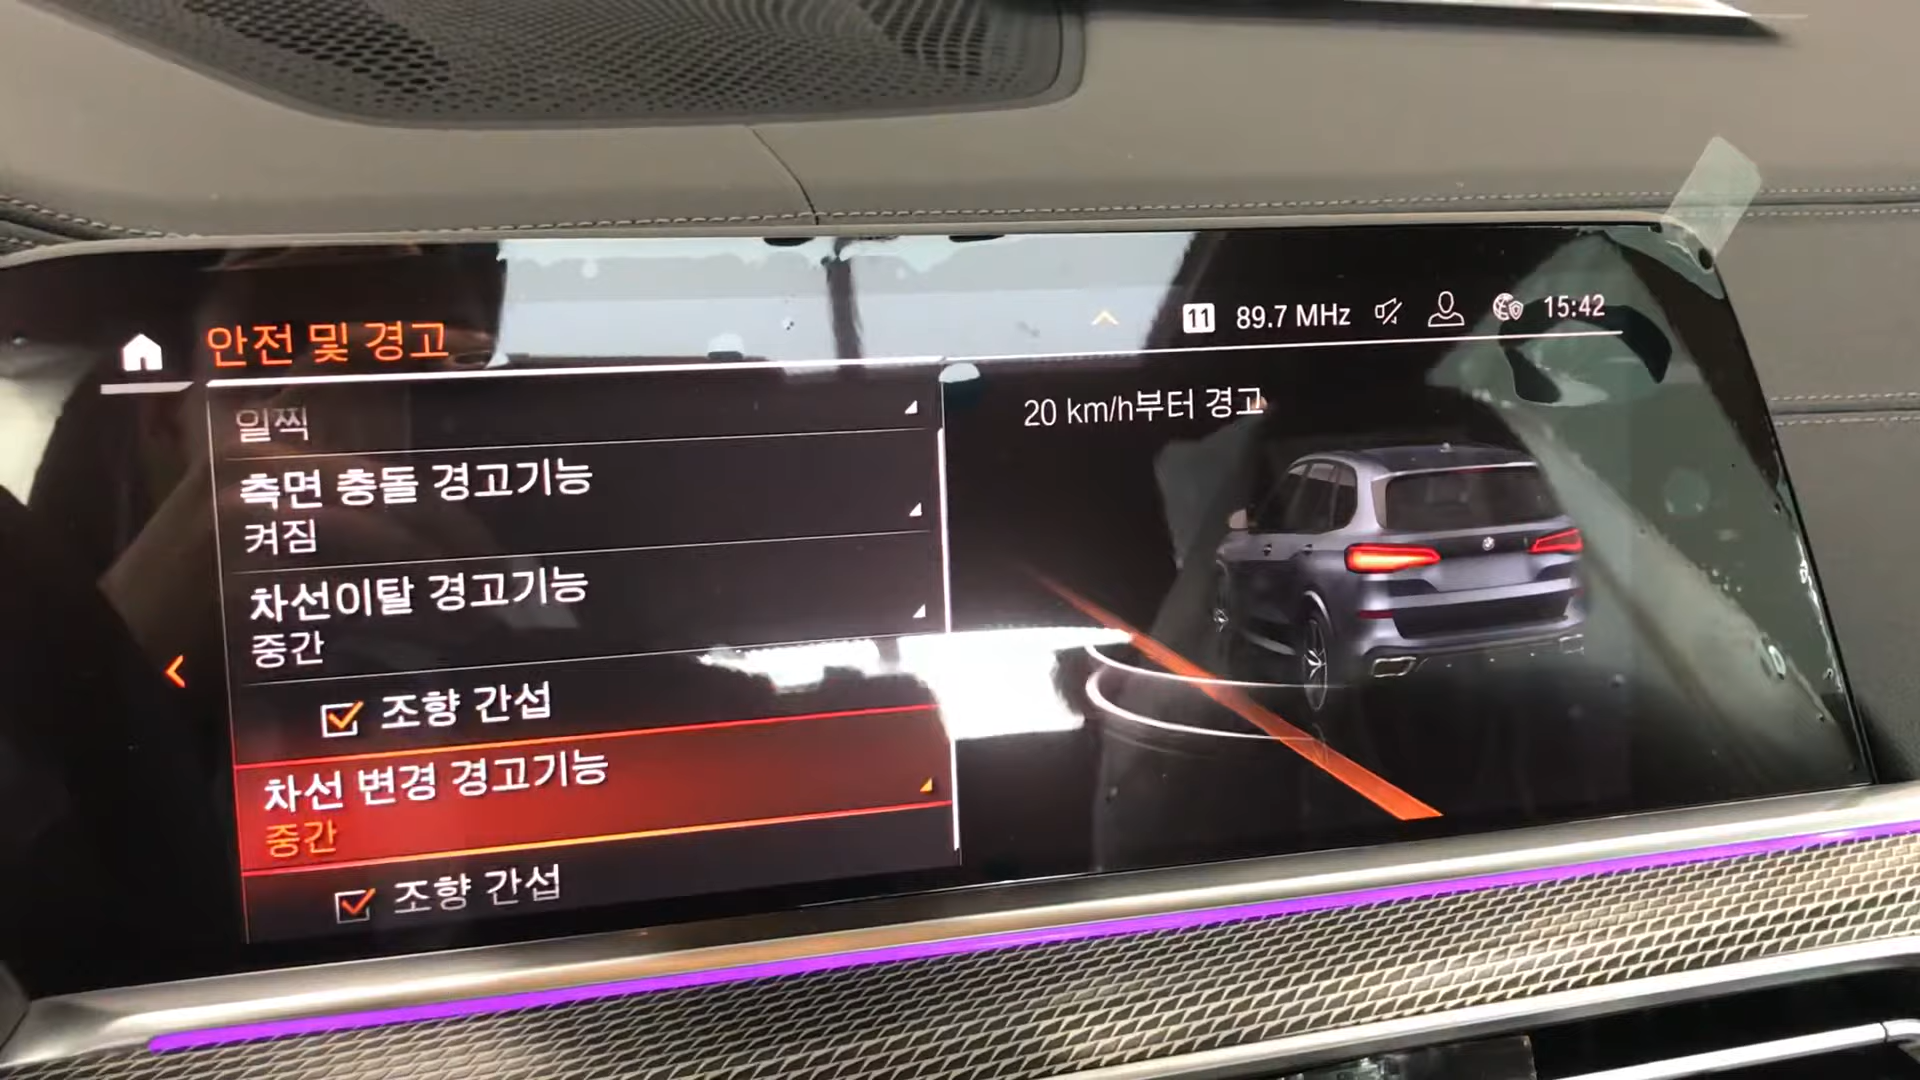 안전 및 경고
11 89.7 MHz 15:42
일찍
측면 충돌 경고기능
켜짐
차선이탈 경고기능
중간
조향 간섭
차선 변경 경고기능
중간
조향 간섭
20 km/h부터 경고